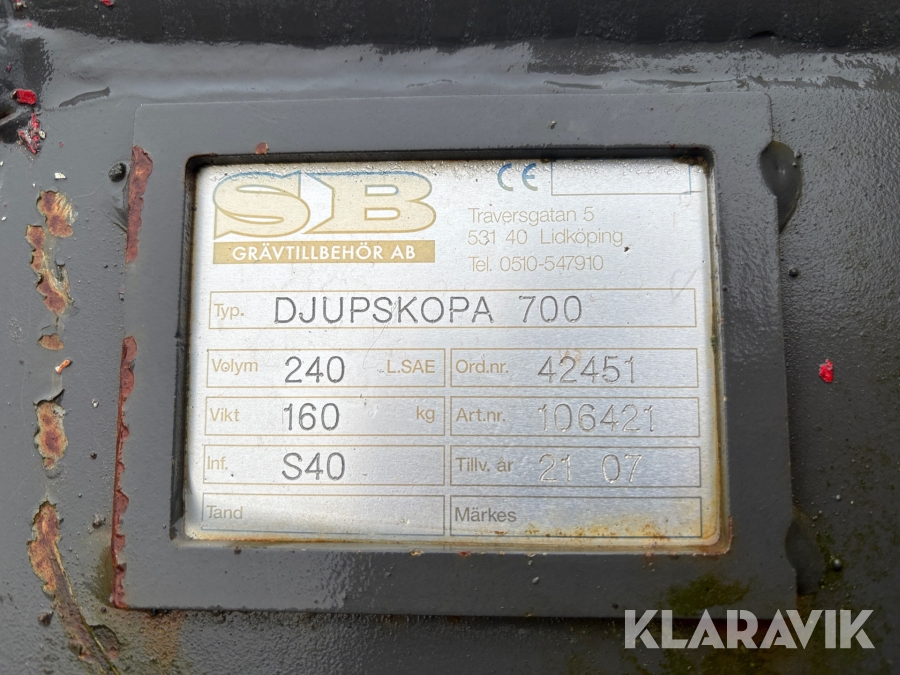 SB
GRÄVTILLBEHÖR AB
CE
Traversgatan 5
531 40 Lidköping
Tel. 0510-547910
Typ. DJUPSKOPA 700
Volym 240 L.SAE Ord.nr. 42451
Vikt 160 kg Art.nr. 106421
Inf. S40 Tillv. år 21 07
Tand Märkes
KLARAVIK